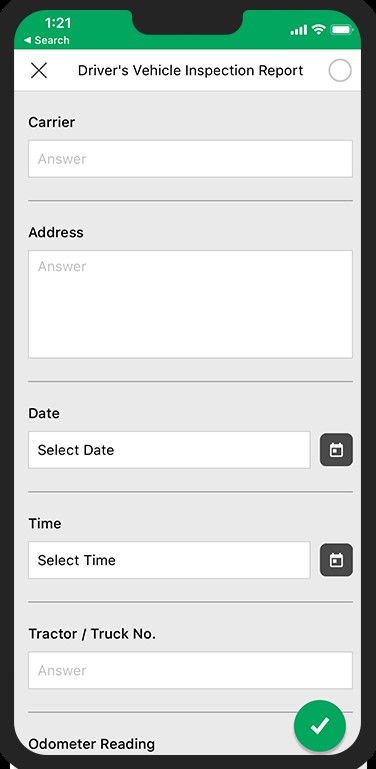 1:21
Search
Driver's Vehicle Inspection Report
Carrier
Answer
Address
Answer
Date
Select Date
Time
Select Time
Tractor / Truck No.
Answer
Odometer Reading